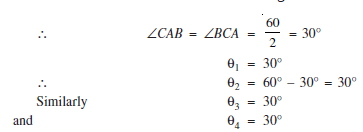 ∴ ∠CAB = ∠BCA = 60/2 = 30°
θ₁ = 30°
∴ θ₂ = 60° – 30° = 30°
Similarly θ₃ = 30°
and θ₄ = 30°